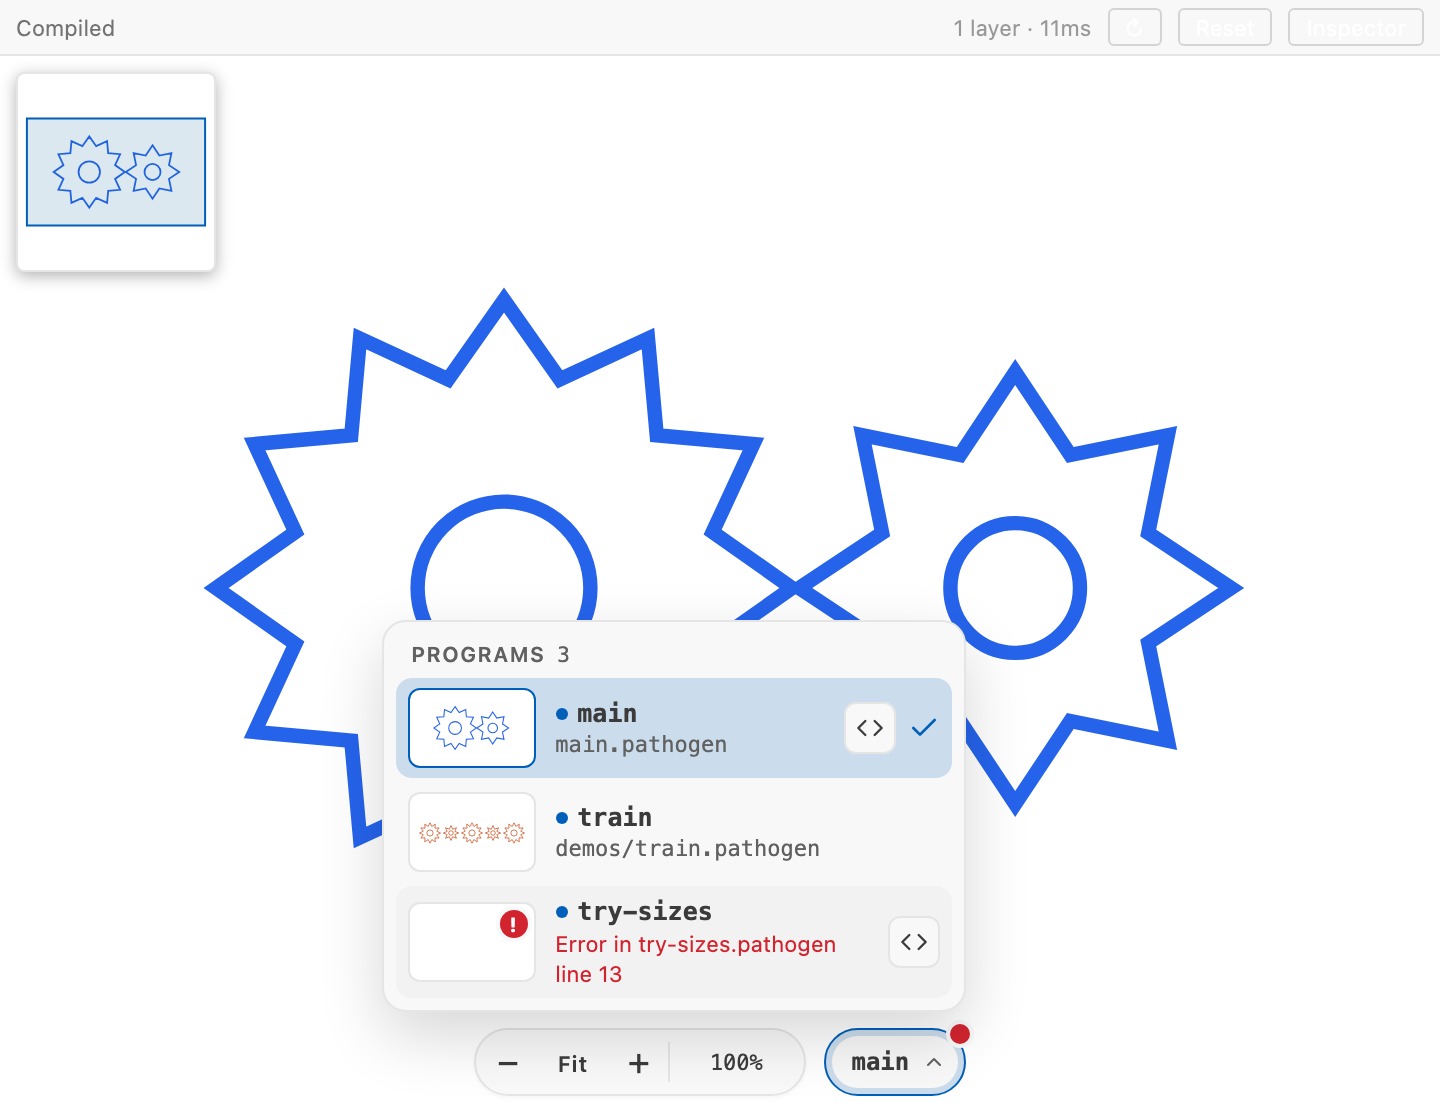 Compiled
1 layer · 11ms
Reset
Inspector
PROGRAMS 3
main
main.pathogen
train
demos/train.pathogen
try-sizes
Error in try-sizes.pathogen
line 13
Fit
100%
main